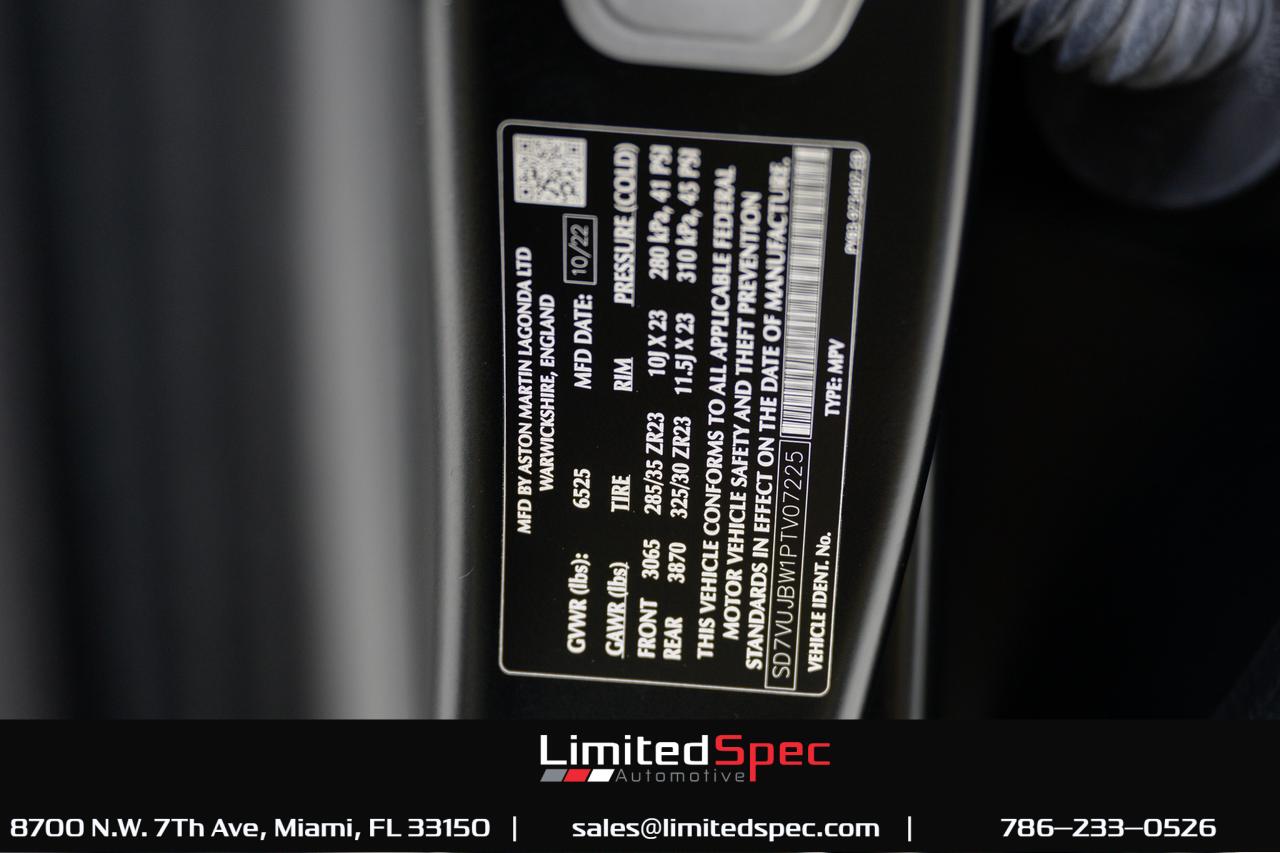 MFD BY ASTON MARTIN LAGONDA LTD
WARWICKSHIRE, ENGLAND
GVWR (lbs): 6525 MFD DATE: 10/22
GAWR (lbs) TIRE RIM PRESSURE (COLD)
FRONT 3065 285/35 ZR23 10J X 23 280 kPa, 41 PSI
REAR 3870 325/30 ZR23 11.5J X 23 310 kPa, 45 PSI
THIS VEHICLE CONFORMS TO ALL APPLICABLE FEDERAL
MOTOR VEHICLE SAFETY AND THEFT PREVENTION
STANDARDS IN EFFECT ON THE DATE OF MANUFACTURE.
SD7VUJBW1PTV07225
VEHICLE IDENT. No. TYPE: MPV
LimitedSpec
Automotive
8700 N.W. 7Th Ave, Miami, FL 33150 | sales@limitedspec.com | 786-233-0526